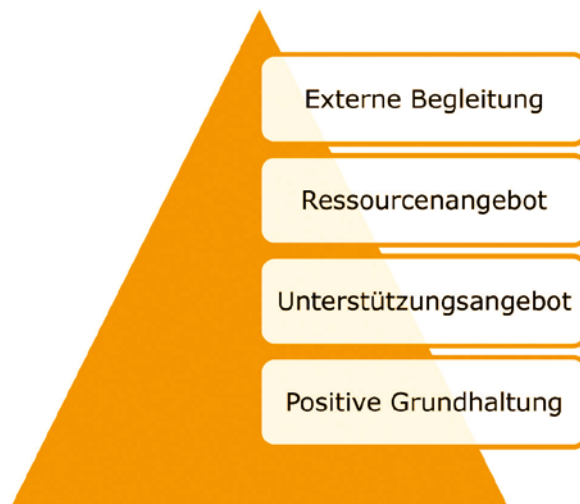 Externe Begleitung
Ressourcenangebot
Unterstützungsangebot
Positive Grundhaltung